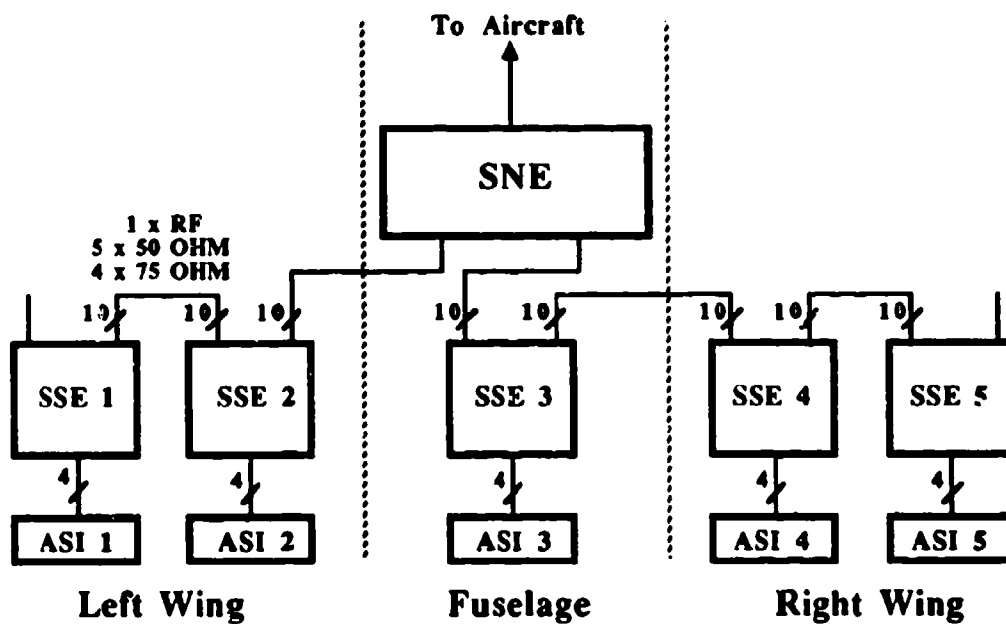 To Aircraft
SNE
1 x RF
5 x 50 OHM
4 x 75 OHM
10 10 10 10 10 10 10 10
SSE 1 SSE 2 SSE 3 SSE 4 SSE 5
4 4 4 4 4
ASI 1 ASI 2 ASI 3 ASI 4 ASI 5
Left Wing Fuselage Right Wing